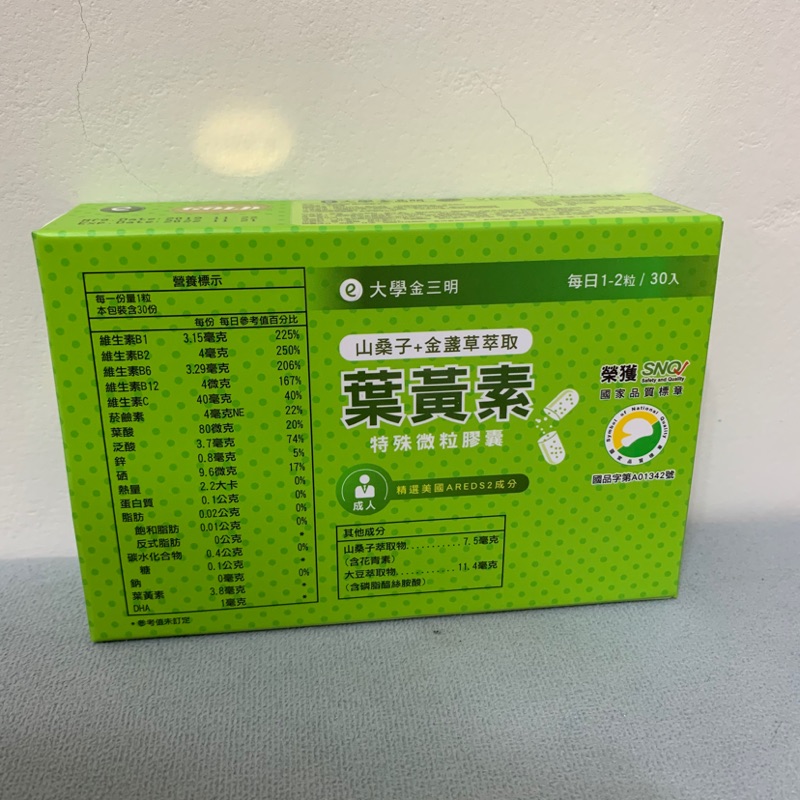 營養標示
每一份量1粒
本包裝含30份
每份 每日參考值百分比
維生素B1 3.15毫克 225%
維生素B2 4毫克 250%
維生素B6 3.29毫克 206%
維生素B12 4微克 167%
維生素C 40毫克 40%
菸鹼素 4毫克NE 22%
葉酸 80微克 20%
泛酸 3.7毫克 74%
鋅 0.8毫克 5%
硒 9.6微克 17%
熱量 2.2大卡 0%
蛋白質 0.1公克 0%
脂肪 0.02公克 0%
飽和脂肪 0.01公克 0%
反式脂肪 0公克 *
碳水化合物 0.4公克 0%
糖 0.1公克 *
鈉 0毫克 0%
葉黃素 3.8毫克 *
DHA 1毫克 *
*參考值未訂定
e 大學金三明
每日1-2粒 / 30入
山桑子+金盞草萃取
葉黃素
特殊微粒膠囊
成人
精選美國AREDS2成分
其他成分
山桑子萃取物..........7.5毫克
(含花青素)
大豆萃取物............11.4毫克
(含磷脂醯絲胺酸)
榮獲 SNQ
Safety and Quality
國家品質標章
Symbol of National Quality
國家品質標章
國品字第A01342號